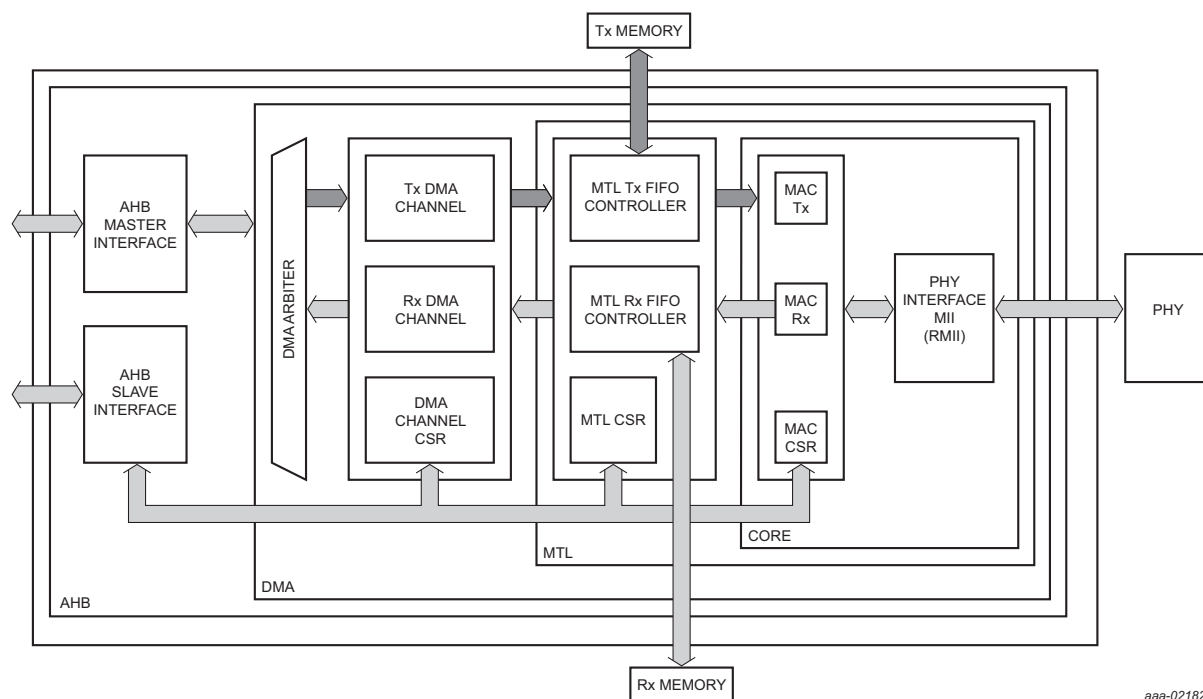 Tx MEMORY
AHB
MASTER
INTERFACE
AHB
SLAVE
INTERFACE
DMA ARBITER
Tx DMA
CHANNEL
Rx DMA
CHANNEL
DMA
CHANNEL
CSR
MTL Tx FIFO
CONTROLLER
MTL Rx FIFO
CONTROLLER
MTL CSR
MAC
Tx
MAC
Rx
MAC
CSR
PHY
INTERFACE
MII
(RMII)
PHY
CORE
MTL
DMA
AHB
Rx MEMORY
aaa-02182